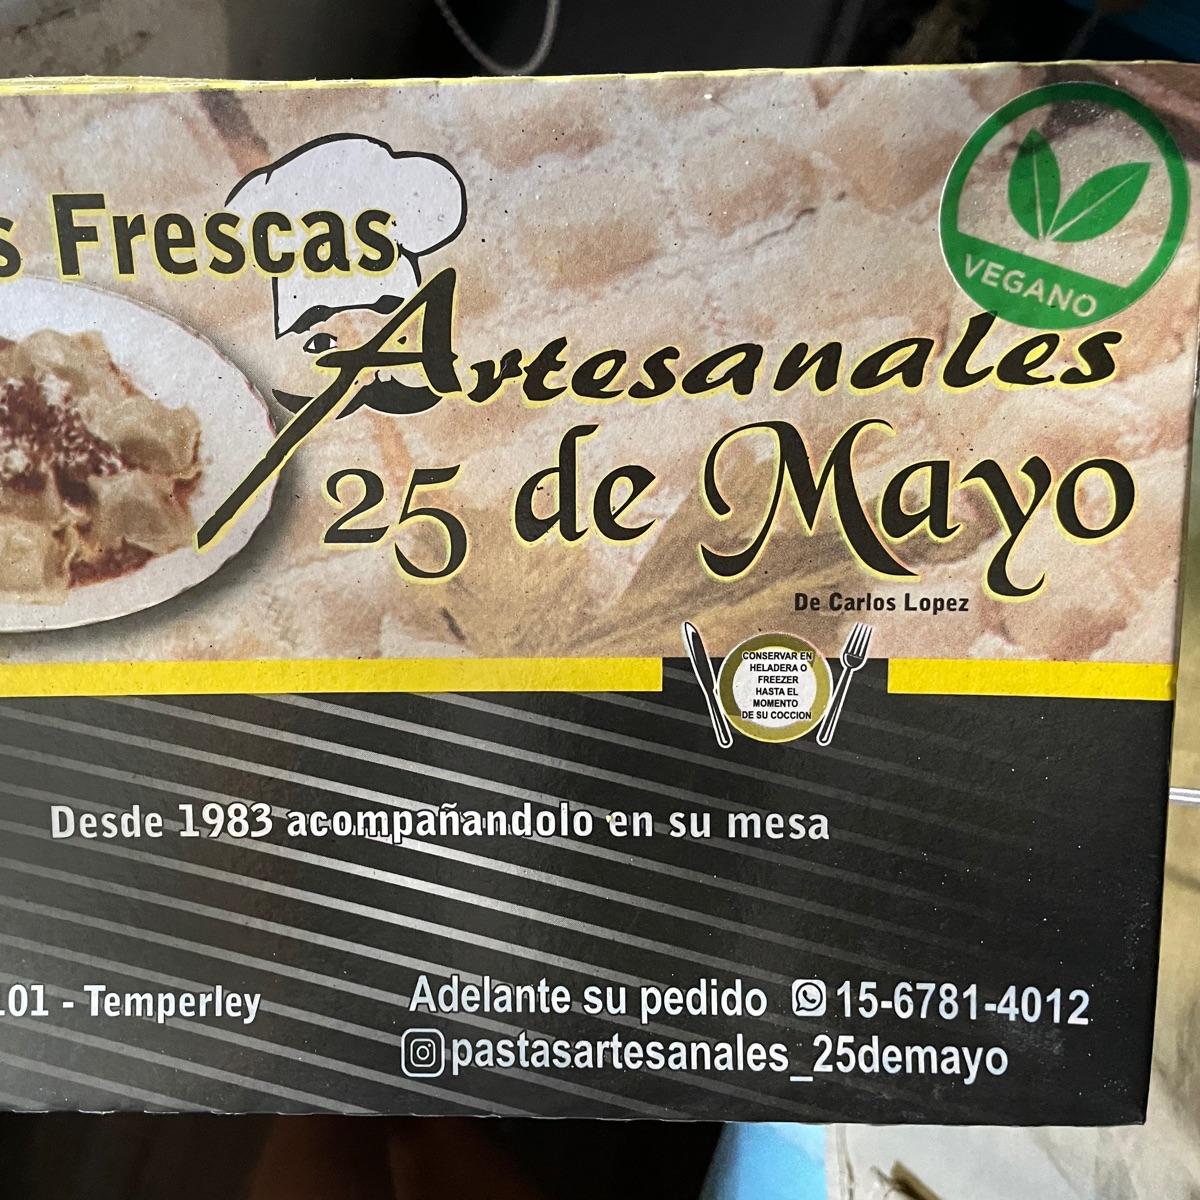 Frescas
VEGANO
Artesanales
25 de Mayo
De Carlos Lopez
CONSERVAR EN
HELADERA O
FREEZER
HASTA EL
MOMENTO
DE SU COCCION
Desde 1983 acompañandolo en su mesa
01 - Temperley
Adelante su pedido 15-6781-4012
pastasartesanales_25demayo